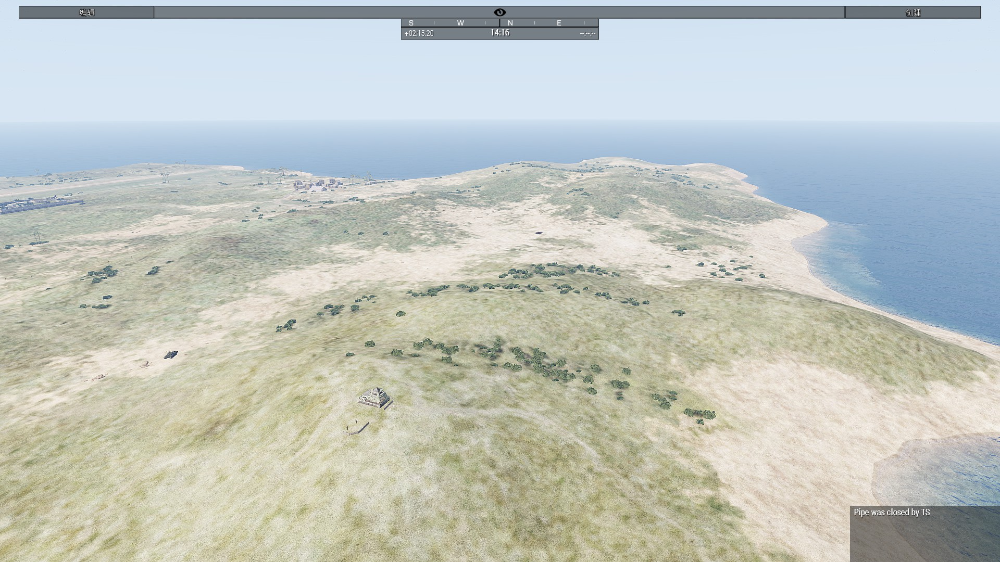 编辑
创建
S W N E
+02:15:20 14:16 --:--:--
Pipe was closed by TS